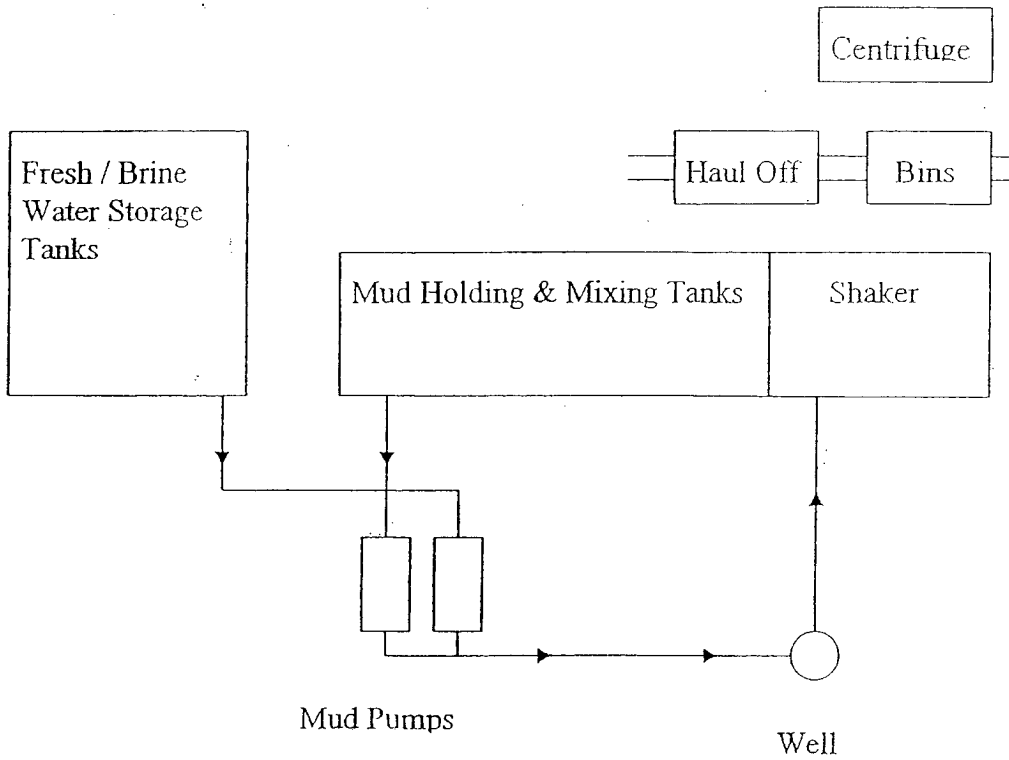 Centrifuge
Fresh / Brine
Water Storage
Tanks
Haul Off
Bins
Mud Holding & Mixing Tanks
Shaker
Mud Pumps
Well